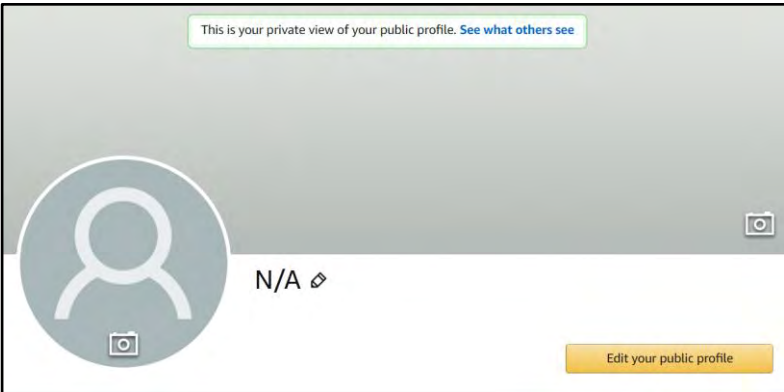 This is your private view of your public profile. See what others see
N/A
Edit your public profile